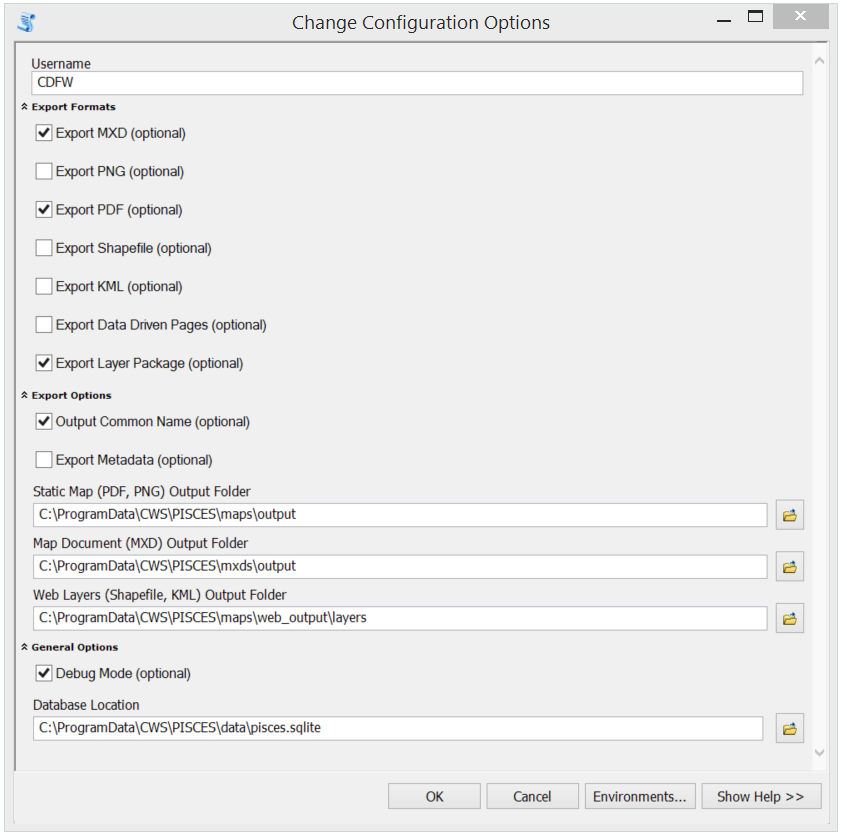 Change Configuration Options
Username
CDFW
Export Formats
Export MXD (optional)
Export PNG (optional)
Export PDF (optional)
Export Shapefile (optional)
Export KML (optional)
Export Data Driven Pages (optional)
Export Layer Package (optional)
Export Options
Output Common Name (optional)
Export Metadata (optional)
Static Map (PDF, PNG) Output Folder
C:\ProgramData\CWS\PISCES\maps\output
Map Document (MXD) Output Folder
C:\ProgramData\CWS\PISCES\mxds\output
Web Layers (Shapefile, KML) Output Folder
C:\ProgramData\CWS\PISCES\maps\web_output\layers
General Options
Debug Mode (optional)
Database Location
C:\ProgramData\CWS\PISCES\data\pisces.sqlite
OK Cancel Environments... Show Help >>